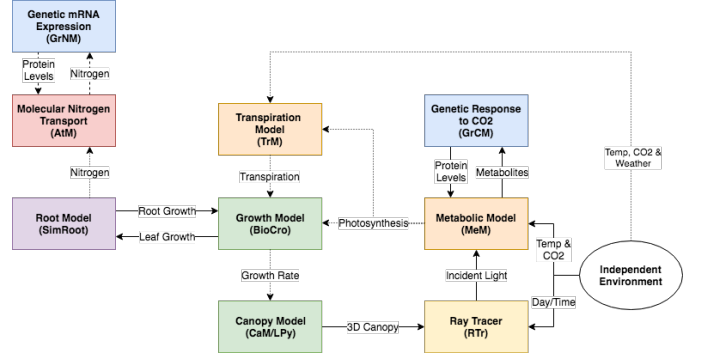 Genetic mRNA
Expression
(GrNM)
Protein
Levels
Nitrogen
Molecular Nitrogen
Transport
(AtM)
Transpiration
Model
(TrM)
Genetic Response
to CO2
(GrCM)
Temp, CO2 &
Weather
Nitrogen
Transpiration
Protein
Levels
Metabolites
Root Model
(SimRoot)
Root Growth
Leaf Growth
Growth Model
(BioCro)
Photosynthesis
Metabolic Model
(MeM)
Temp &
CO2
Independent
Environment
Growth Rate
Incident Light
Day/Time
Canopy Model
(CaM/LPy)
3D Canopy
Ray Tracer
(RTr)